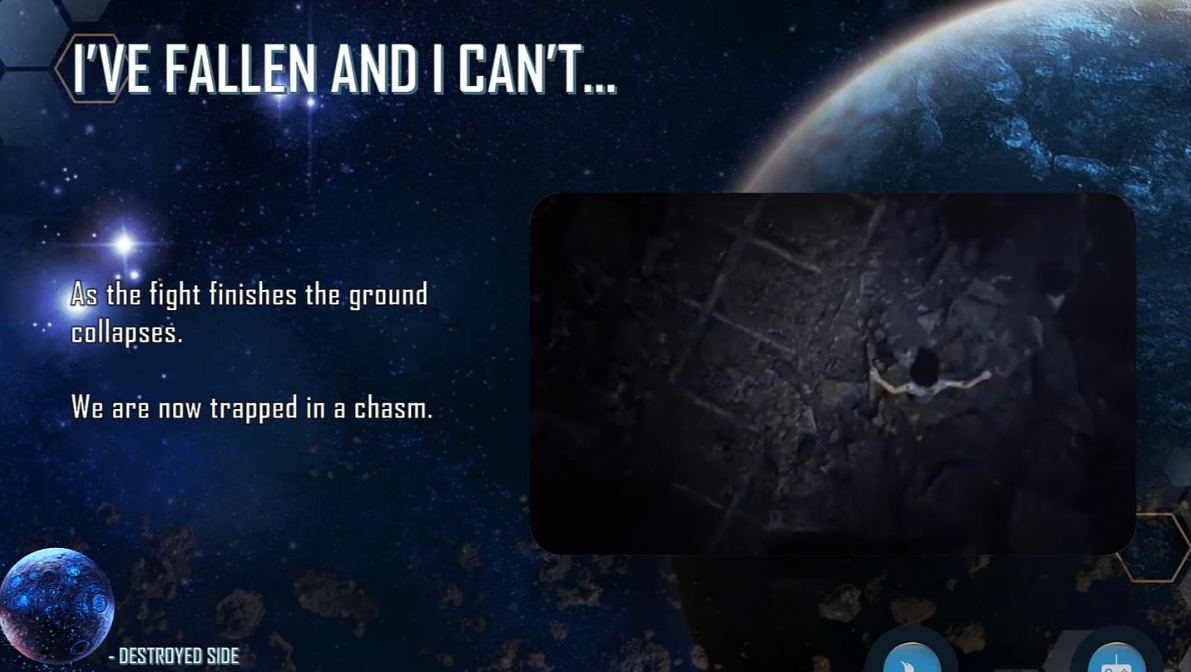 I'VE FALLEN AND I CAN'T...
As the fight finishes the ground
collapses.
We are now trapped in a chasm.
- DESTROYED SIDE